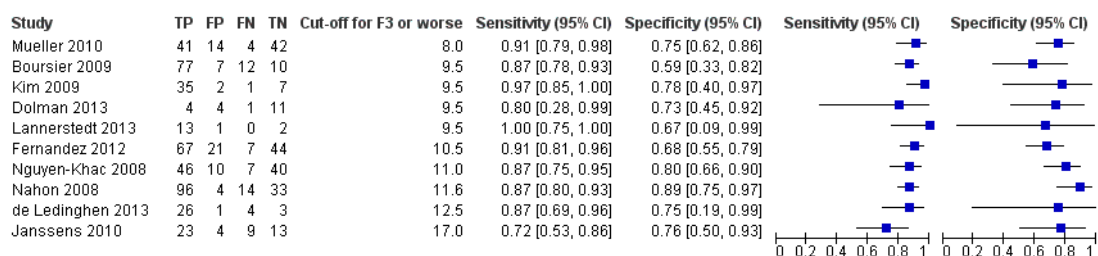 Study TP FP FN TN Cut-off for F3 or worse Sensitivity (95% CI) Specificity (95% CI) Sensitivity (95% CI) Specificity (95% CI)
Mueller 2010 41 14 4 42 8.0 0.91 [0.79, 0.98] 0.75 [0.62, 0.86]
Boursier 2009 77 7 12 10 9.5 0.87 [0.78, 0.93] 0.59 [0.33, 0.82]
Kim 2009 35 2 1 7 9.5 0.97 [0.85, 1.00] 0.78 [0.40, 0.97]
Dolman 2013 4 4 1 11 9.5 0.80 [0.28, 0.99] 0.73 [0.45, 0.92]
Lannerstedt 2013 13 1 0 2 9.5 1.00 [0.75, 1.00] 0.67 [0.09, 0.99]
Fernandez 2012 67 21 7 44 10.5 0.91 [0.81, 0.96] 0.68 [0.55, 0.79]
Nguyen-Khac 2008 46 10 7 40 11.0 0.87 [0.75, 0.95] 0.80 [0.66, 0.90]
Nahon 2008 96 4 14 33 11.6 0.87 [0.80, 0.93] 0.89 [0.75, 0.97]
de Ledinghen 2013 26 1 4 3 12.5 0.87 [0.69, 0.96] 0.75 [0.19, 0.99]
Janssens 2010 23 4 9 13 17.0 0.72 [0.53, 0.86] 0.76 [0.50, 0.93]
0 0.2 0.4 0.6 0.8 1 0 0.2 0.4 0.6 0.8 1